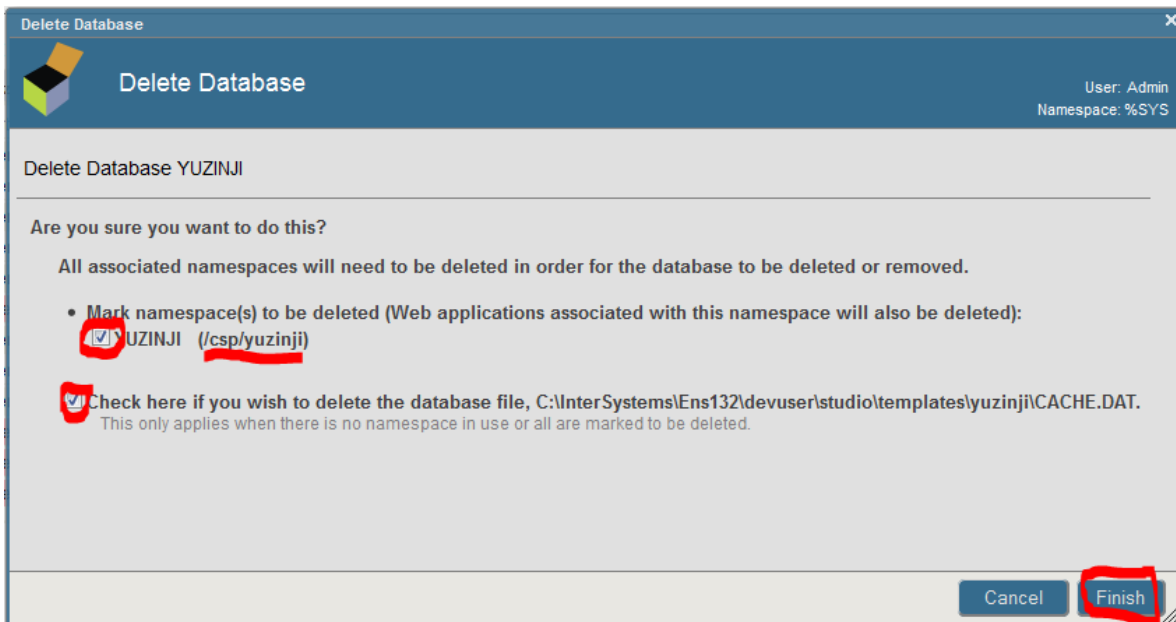 Delete Database
Delete Database
User: Admin
Namespace: %SYS
Delete Database YUZINJI
Are you sure you want to do this?
All associated namespaces will need to be deleted in order for the database to be deleted or removed.
• Mark namespace(s) to be deleted (Web applications associated with this namespace will also be deleted):
YUZINJI (/csp/yuzinji)
Check here if you wish to delete the database file, C:\InterSystems\Ens132\devuser\studio\templates\yuzinji\CACHE.DAT.
This only applies when there is no namespace in use or all are marked to be deleted.
Cancel Finish